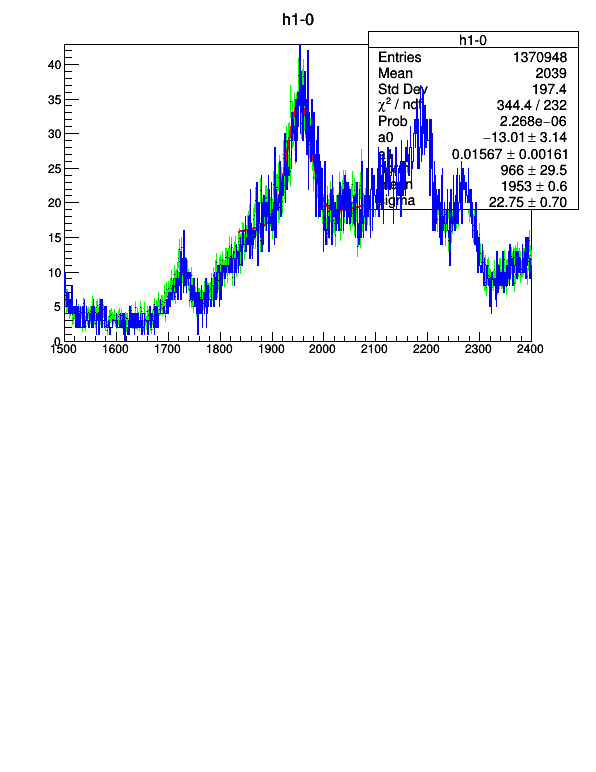 h1-0
h1-0
Entries 1370948
Mean 2039
Std Dev 197.4
χ² / ndf 344.4 / 232
Prob 2.268e−06
a0 −13.01 ± 3.14
0.01567 ± 0.00161
966 ± 29.5
1953 ± 0.6
sigma 22.75 ± 0.70
40
35
30
25
20
15
10
5
0
1500 1600 1700 1800 1900 2000 2100 2200 2300 2400